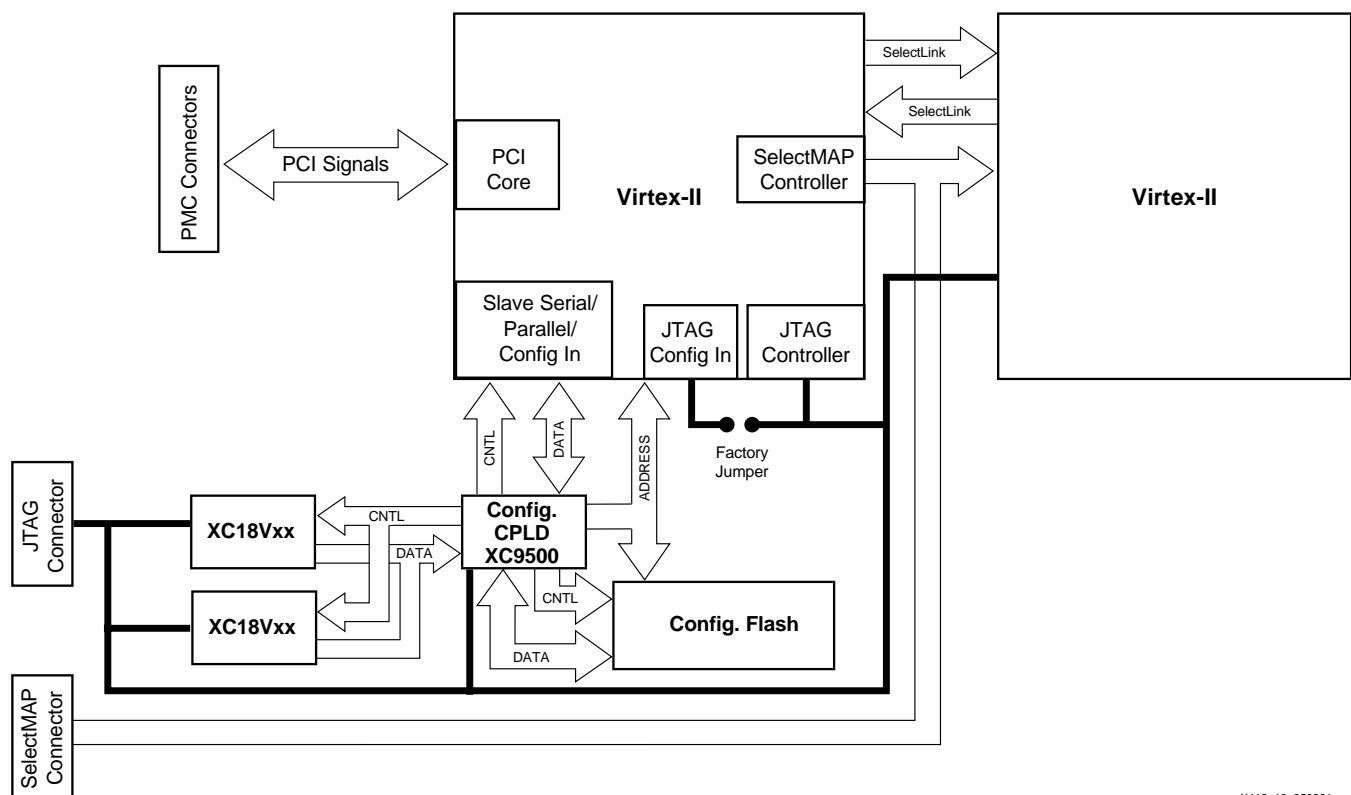 SelectLink
SelectLink
PMC Connectors
PCI Signals
PCI
Core
Virtex-II
SelectMAP
Controller
Virtex-II
Slave Serial/
Parallel/
Config In
JTAG
Config In
JTAG
Controller
CNTL
DATA
ADDRESS
Factory
Jumper
JTAG
Connector
XC18Vxx
CNTL
DATA
Config.
CPLD
XC9500
XC18Vxx
CNTL
DATA
Config. Flash
SelectMAP
Connector